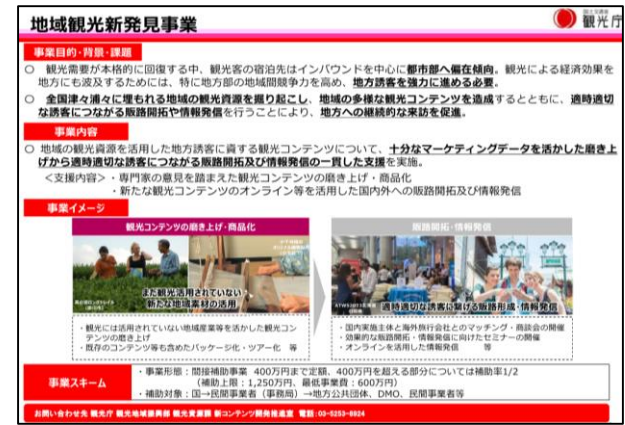 地域観光新発見事業
観光庁
事業目的・背景・課題
○ 観光需要が本格的に回復する中、観光客の宿泊先はインバウンドを中心に都市部へ偏在傾向。観光による経済効果を
地方にも波及するためには、特に地方部の地域間競争力を高め、地方誘客を強力に進める必要。
○ 全国津々浦々に埋もれる地域の観光資源を掘り起こし、地域の多様な観光コンテンツを造成するとともに、適時適切
な誘客につながる販路開拓や情報発信を行うことにより、地方への継続的な来訪を促進。
事業内容
○ 地域の観光資源を活用した地方誘客に資する観光コンテンツについて、十分なマーケティングデータを活かした磨き上
げから適時適切な誘客につながる販路開拓及び情報発信の一貫した支援を実施。
＜支援内容＞・専門家の意見を踏まえた観光コンテンツの磨き上げ・商品化
・新たな観光コンテンツのオンライン等を活用した国内外への販路開拓及び情報発信
事業イメージ
観光コンテンツの磨き上げ・商品化
販路開拓・情報発信
まだ観光活用されていない
新たな地域素材の活用
適時適切な誘客に繋げる販路形成・情報発信
・観光には活用されていない地域産業等を活かした観光コン
テンツの磨き上げ
・既存のコンテンツ等も含めたパッケージ化・ツアー化 等
・国内実施主体と海外旅行会社とのマッチング・商談会の開催
・効果的な販路開拓・情報発信に向けたセミナーの開催
・オンラインを活用した情報発信 等
事業スキーム
・事業形態：間接補助事業 400万円まで定額、400万円を超える部分については補助率1/2
（補助上限：1,250万円、最低事業費：600万円）
・補助対象：国→民間事業者（事務局）→地方公共団体、DMO、民間事業者等
お問い合わせ先 観光庁 観光地域振興部 観光資源課 新コンテンツ開発推進室 電話：03-5253-8924